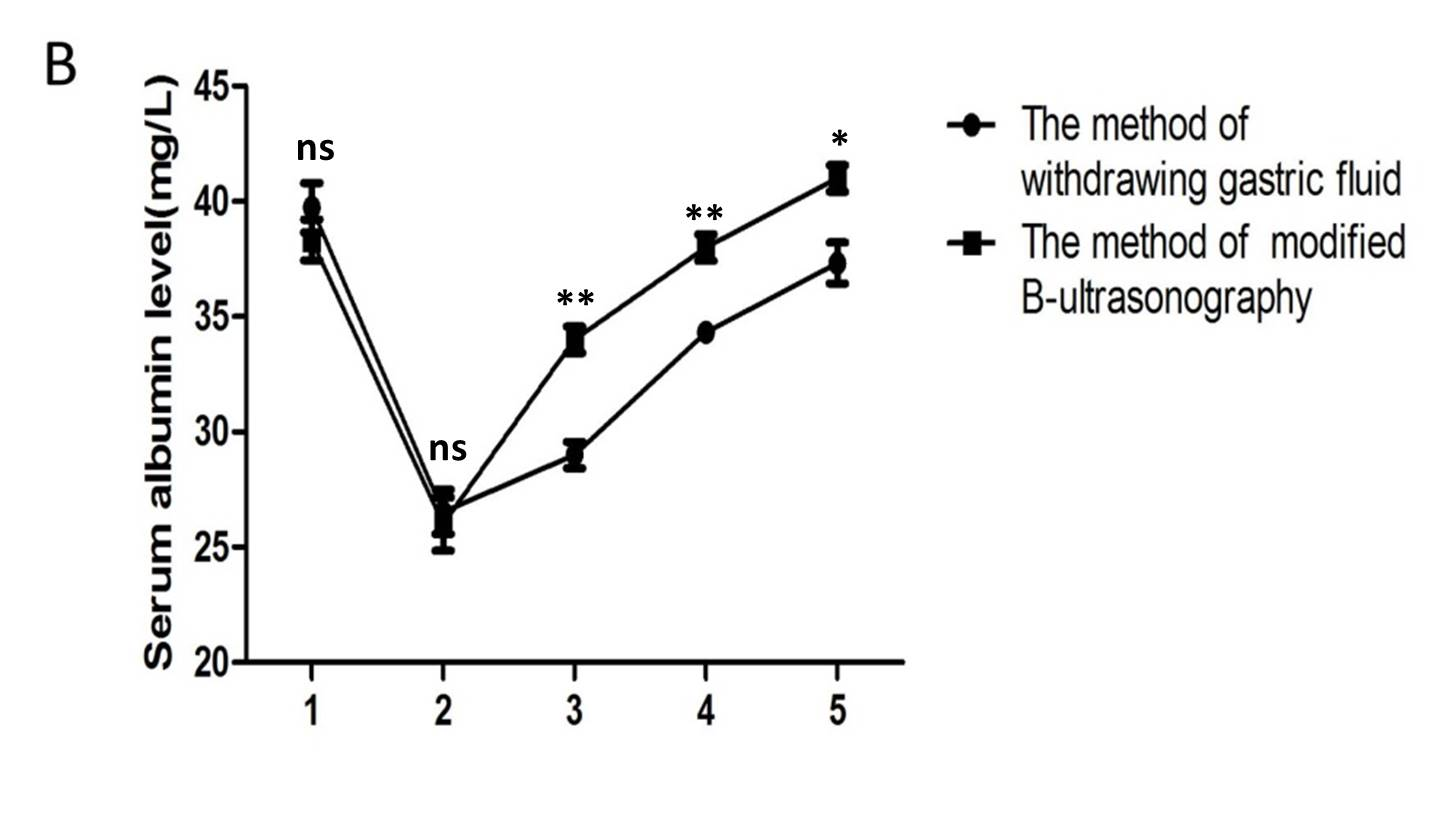 B
Serum albumin level(mg/L)
45
40
35
30
25
20
ns
ns
**
**
*
1 2 3 4 5
The method of
withdrawing gastric fluid
The method of modified
B-ultrasonography